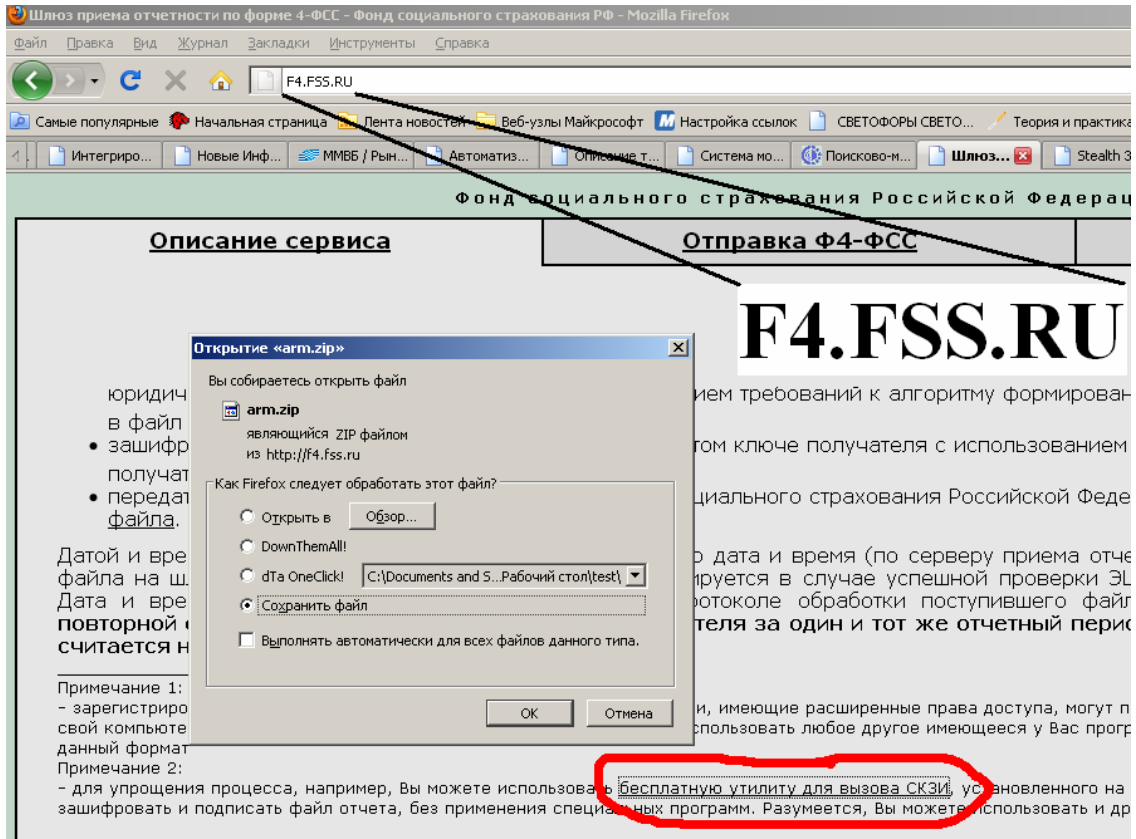 Шлюз приема отчетности по форме 4-ФСС - Фонд социального страхования РФ - Mozilla Firefox
Файл Правка Вид Журнал Закладки Инструменты Справка
F4.FSS.RU
Самые популярные Начальная страница Лента новостей Веб-узлы Майкрософт Настройка ссылок СВЕТОФОРЫ СВЕТО... Теория и практика
Интегриро... Новые Инф... ММВБ / Рын... Автоматиз... Описание т... Система мо... Поисково-м... Шлюз... Stealth 3
Фонд социального страхования Российской Федерац
Описание сервиса Отправка Ф4-ФСС
F4.FSS.RU
Открытие «arm.zip»
Вы собираетесь открыть файл
arm.zip
являющийся ZIP файлом
из http://f4.fss.ru
Как Firefox следует обработать этот файл?
Открыть в Обзор...
DownThemAll!
dTa OneClick! C:\Documents and S...Рабочий стол\test\
Сохранить файл
Выполнять автоматически для всех файлов данного типа.
ОК Отмена
юридич ием требований к алгоритму формирован
в файл
• зашифр том ключе получателя с использованием
получат
• передат циального страхования Российской Феде
файла.
Датой и вре о дата и время (по серверу приема отче
файла на ш ируется в случае успешной проверки ЭЦ
Дата и вре ротоколе обработки поступившего файл
повторной теля за один и тот же отчетный перио
считается н
Примечание 1:
- зарегистриро и, имеющие расширенные права доступа, могут п
свой компьюте спользовать любое другое имеющееся у Вас прогр
данный формат
Примечание 2:
- для упрощения процесса, например, Вы можете использовать бесплатную утилиту для вызова СКЗИ, установленного на
зашифровать и подписать файл отчета, без применения специальных программ. Разумеется, Вы можете использовать и др